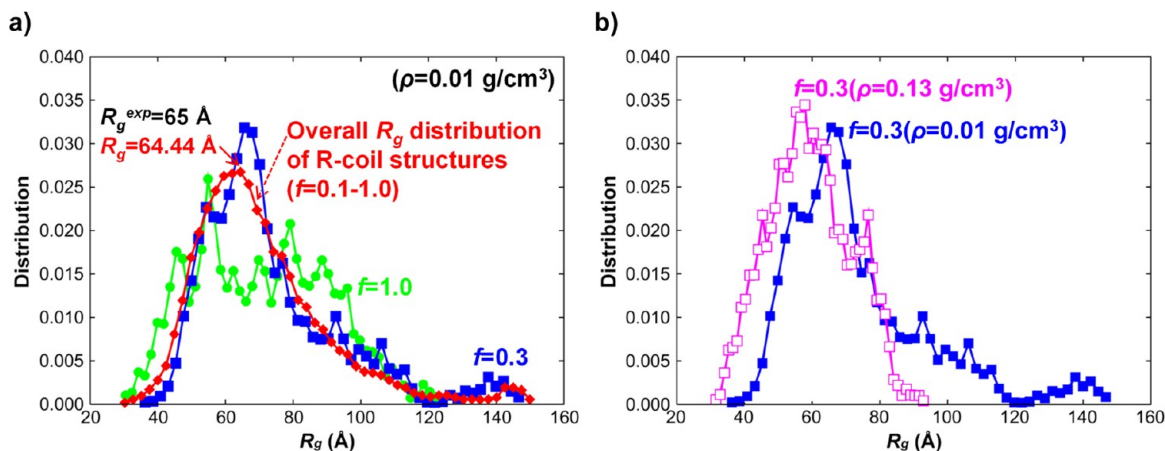 a)
0.040
0.035
0.030
0.025
0.020
0.015
0.010
0.005
0.000
Distribution
(ρ=0.01 g/cm³)
Rg^exp=65 Å
Rg=64.44 Å
Overall Rg distribution
of R-coil structures
(f=0.1-1.0)
f=1.0
f=0.3
20 40 60 80 100 120 140 160
Rg (Å)
b)
0.040
0.035
0.030
0.025
0.020
0.015
0.010
0.005
0.000
Distribution
f=0.3(ρ=0.13 g/cm³)
f=0.3(ρ=0.01 g/cm³)
20 40 60 80 100 120 140 160
Rg (Å)